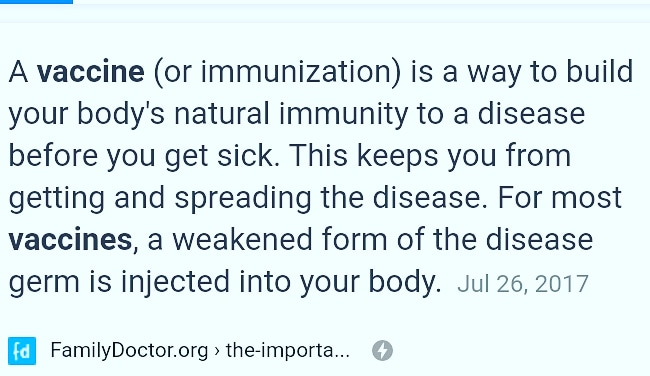 A vaccine (or immunization) is a way to build
your body's natural immunity to a disease
before you get sick. This keeps you from
getting and spreading the disease. For most
vaccines, a weakened form of the disease
germ is injected into your body. Jul 26, 2017
fd FamilyDoctor.org › the-importa...